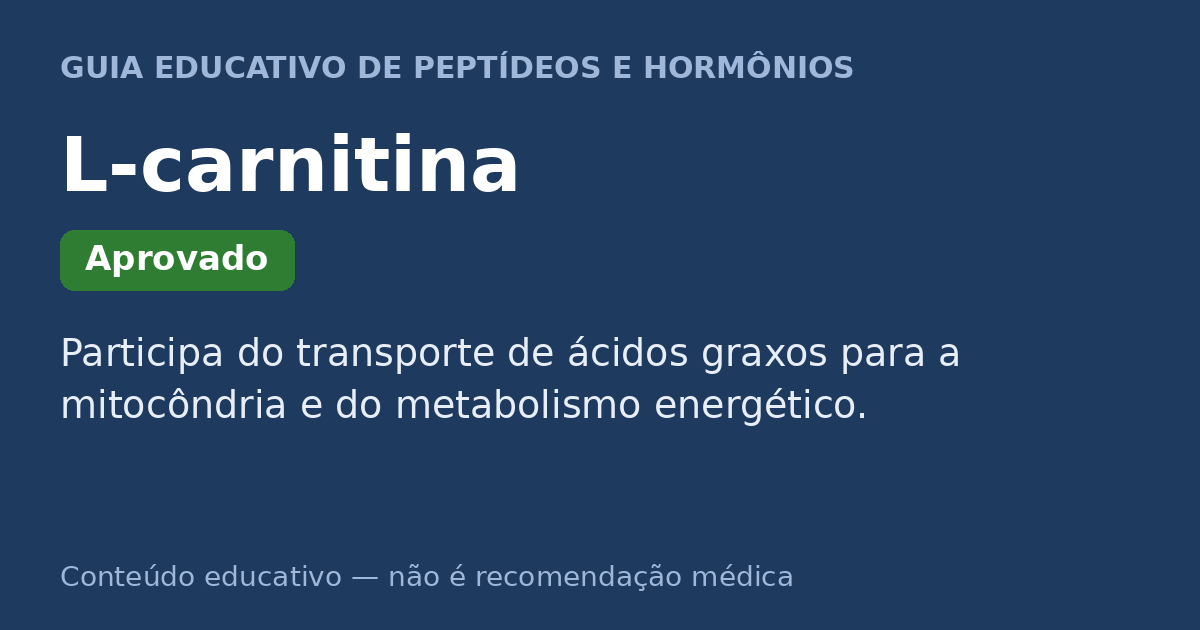 GUIA EDUCATIVO DE PEPTÍDEOS E HORMÔNIOS
L-carnitina
Aprovado
Participa do transporte de ácidos graxos para a
mitocôndria e do metabolismo energético.
Conteúdo educativo — não é recomendação médica